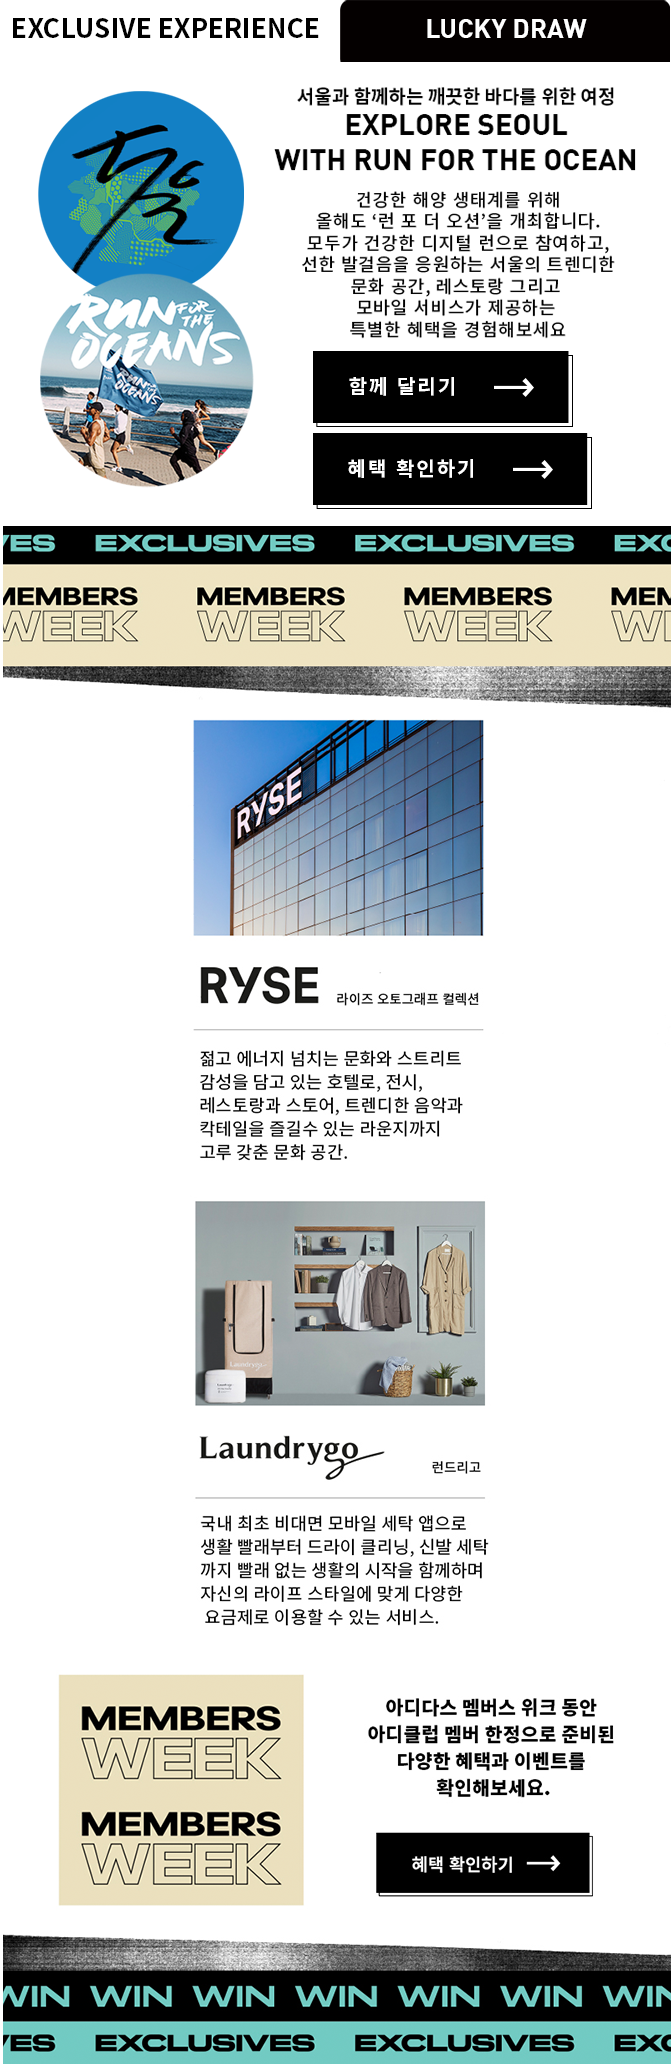 EXCLUSIVE EXPERIENCE
LUCKY DRAW
서울과 함께하는 깨끗한 바다를 위한 여정
EXPLORE SEOUL
WITH RUN FOR THE OCEAN
건강한 해양 생태계를 위해
올해도 ‘런 포 더 오션’을 개최합니다.
모두가 건강한 디지털 런으로 참여하고,
선한 발걸음을 응원하는 서울의 트렌디한
문화 공간, 레스토랑 그리고
모바일 서비스가 제공하는
특별한 혜택을 경험해보세요
RUN FOR
THE
OCEANS
RUN FOR THE
OCEANS
함께 달리기
혜택 확인하기
VES EXCLUSIVES EXCLUSIVES EXC
MEMBERS MEMBERS MEMBERS MEM
WEEK WEEK WEEK WE
RYSE
RYSE 라이즈 오토그래프 컬렉션
젊고 에너지 넘치는 문화와 스트리트
감성을 담고 있는 호텔로, 전시,
레스토랑과 스토어, 트렌디한 음악과
칵테일을 즐길수 있는 라운지까지
고루 갖춘 문화 공간.
Laundrygo
Laundrygo
Laundrygo 런드리고
국내 최초 비대면 모바일 세탁 앱으로
생활 빨래부터 드라이 클리닝, 신발 세탁
까지 빨래 없는 생활의 시작을 함께하며
자신의 라이프 스타일에 맞게 다양한
요금제로 이용할 수 있는 서비스.
MEMBERS
WEEK
MEMBERS
WEEK
아디다스 멤버스 위크 동안
아디클럽 멤버 한정으로 준비된
다양한 혜택과 이벤트를
확인해보세요.
혜택 확인하기
WIN WIN WIN WIN WIN WIN WIN
VES EXCLUSIVES EXCLUSIVES EXC